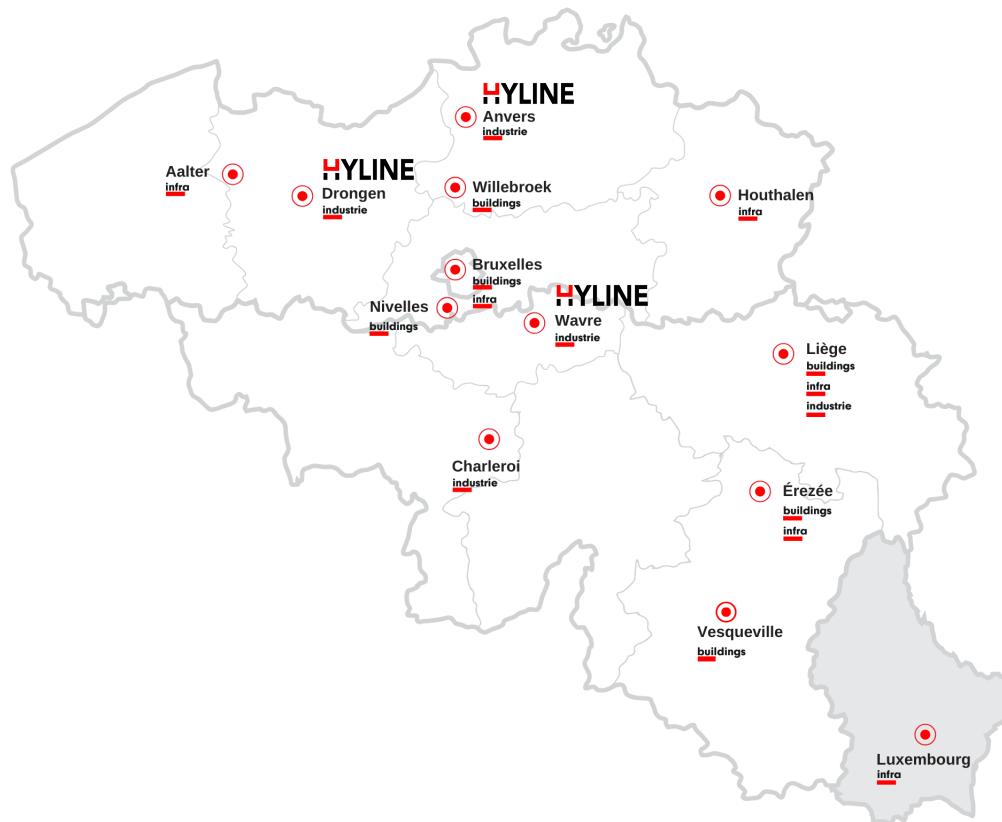 HYLINE
Anvers
industrie
Aalter
infra
HYLINE
Drongen
industrie
Willebroek
buildings
Houthalen
infra
Bruxelles
buildings
infra
Nivelles
buildings
HYLINE
Wavre
industrie
Liège
buildings
infra
industrie
Charleroi
industrie
Érezée
buildings
infra
Vesqueville
buildings
Luxembourg
infra